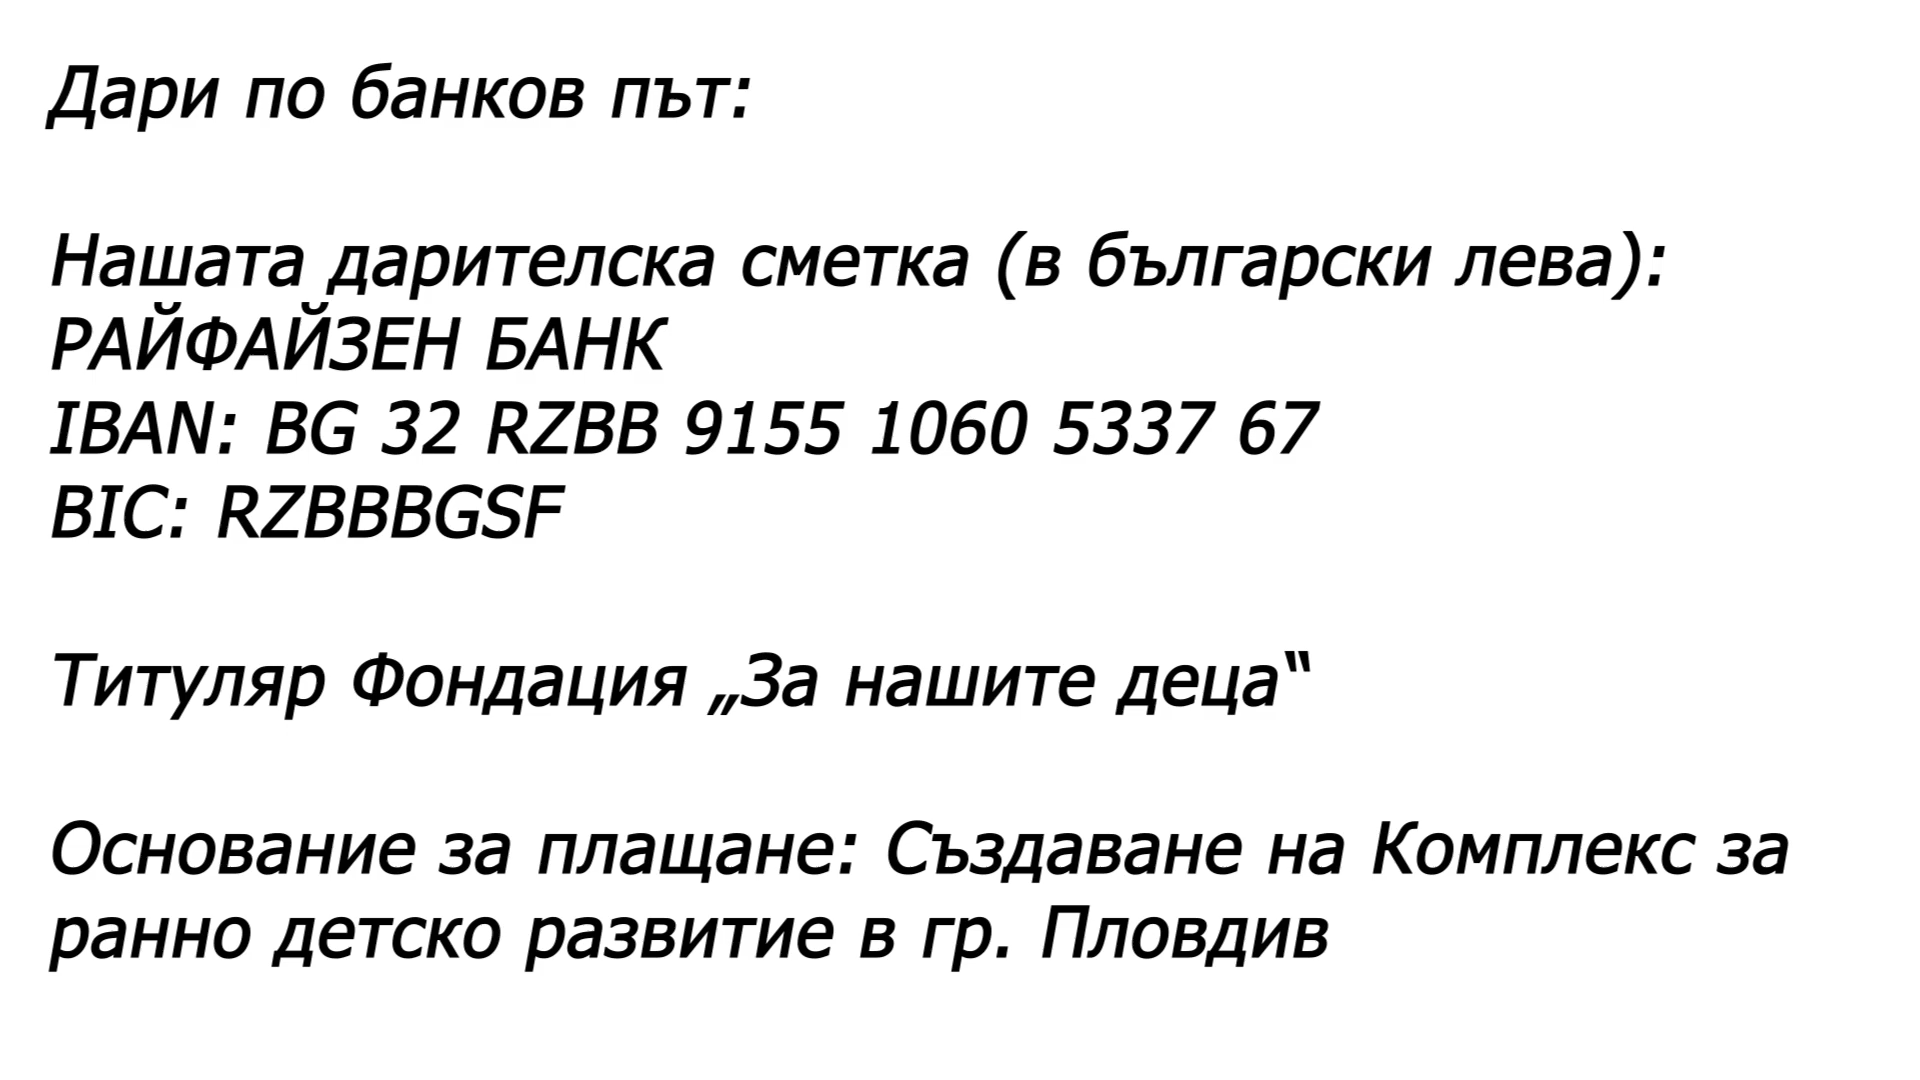 Дари по банков път:
Нашата дарителска сметка (в български лева):
РАЙФАЙЗЕН БАНК
IBAN: BG 32 RZBB 9155 1060 5337 67
BIC: RZBBBGSF
Титуляр Фондация „За нашите деца“
Основание за плащане: Създаване на Комплекс за
ранно детско развитие в гр. Пловдив